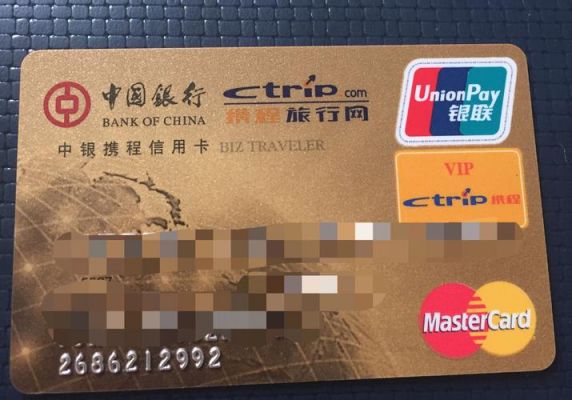 中国银行
BANK OF CHINA
Ctrip.com
携程旅行网
UnionPay
银联
中银携程信用卡 BIZ TRAVELER
VIP
Ctrip 携程
MasterCard
2686212992